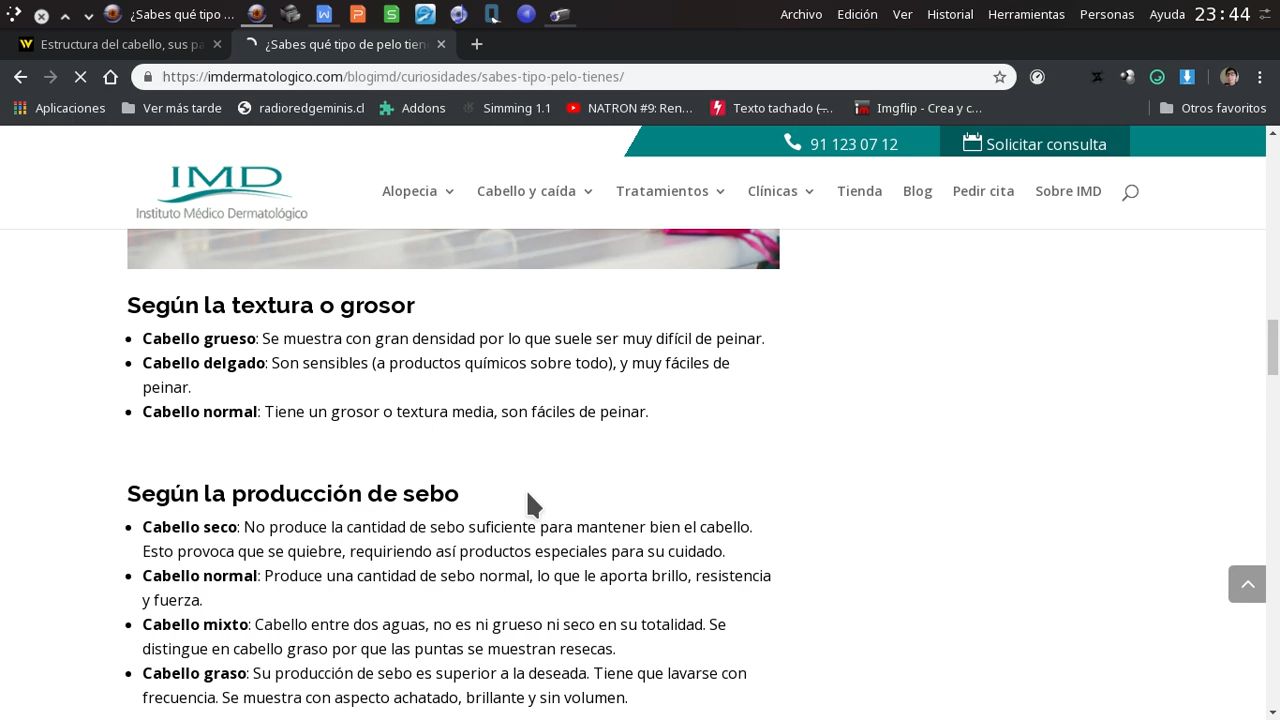 ¿Sabes qué tipo ...
Archivo Edición Ver Historial Herramientas Personas Ayuda 23:44
Estructura del cabello, sus pa
¿Sabes qué tipo de pelo tien
https://imdermatologico.com/blogimd/curiosidades/sabes-tipo-pelo-tienes/
Aplicaciones Ver más tarde radioredgeminis.cl Addons Simming 1.1 NATRON #9: Ren... Texto tachado (... Imgflip - Crea y c... Otros favoritos
91 123 07 12 Solicitar consulta
IMD
Instituto Médico Dermatológico
Alopecia Cabello y caída Tratamientos Clínicas Tienda Blog Pedir cita Sobre IMD
Según la textura o grosor
Cabello grueso: Se muestra con gran densidad por lo que suele ser muy difícil de peinar.
Cabello delgado: Son sensibles (a productos químicos sobre todo), y muy fáciles de
peinar.
Cabello normal: Tiene un grosor o textura media, son fáciles de peinar.
Según la producción de sebo
Cabello seco: No produce la cantidad de sebo suficiente para mantener bien el cabello.
Esto provoca que se quiebre, requiriendo así productos especiales para su cuidado.
Cabello normal: Produce una cantidad de sebo normal, lo que le aporta brillo, resistencia
y fuerza.
Cabello mixto: Cabello entre dos aguas, no es ni grueso ni seco en su totalidad. Se
distingue en cabello graso por que las puntas se muestran resecas.
Cabello graso: Su producción de sebo es superior a la deseada. Tiene que lavarse con
frecuencia. Se muestra con aspecto achatado, brillante y sin volumen.